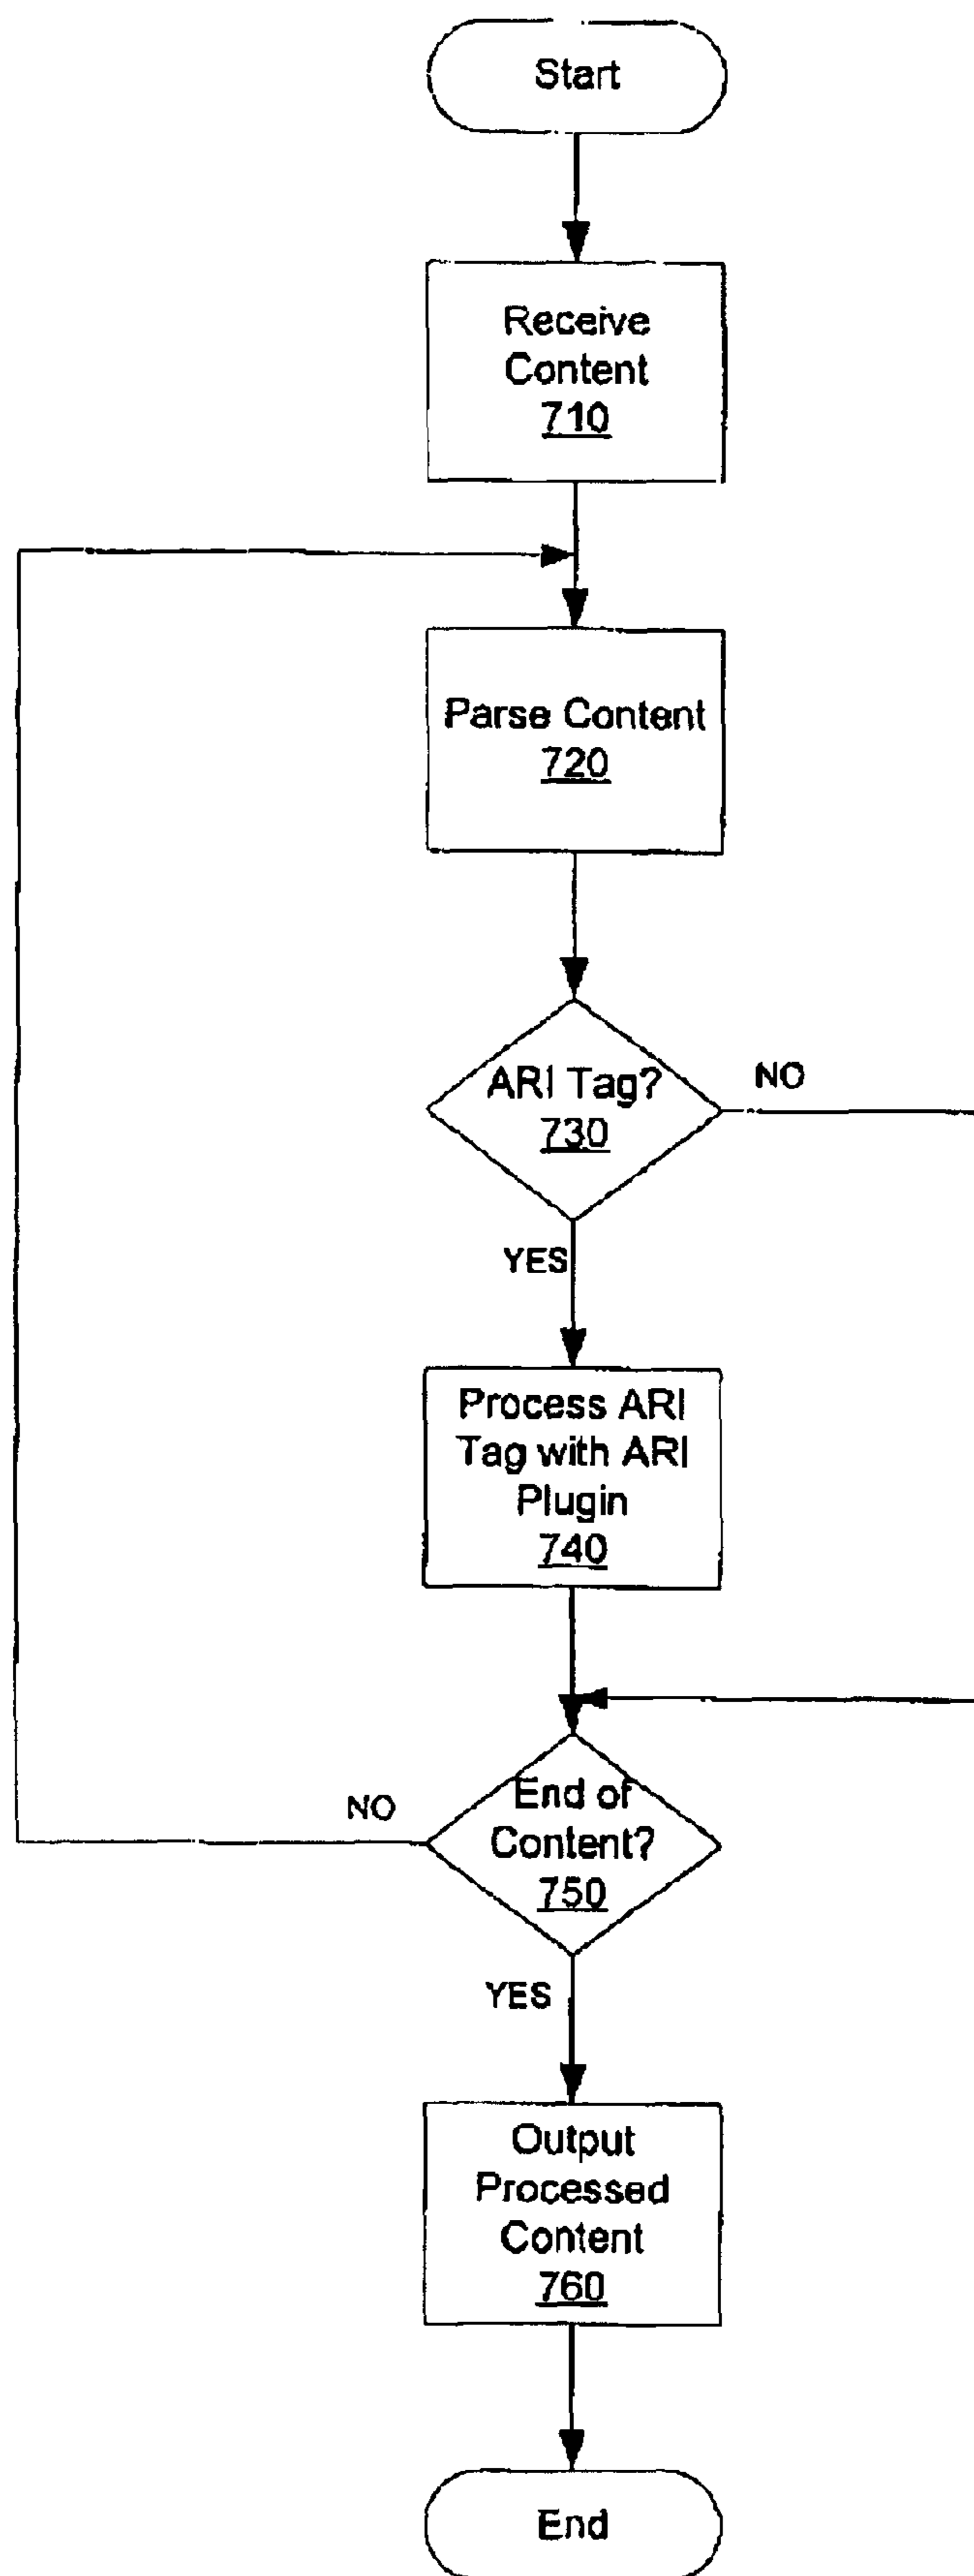 Start
Receive
Content
710
Parse Content
720
ARI Tag?
730
NO
YES
Process ARI
Tag with ARI
Plugin
740
End of
Content?
750
NO
YES
Output
Processed
Content
760
End